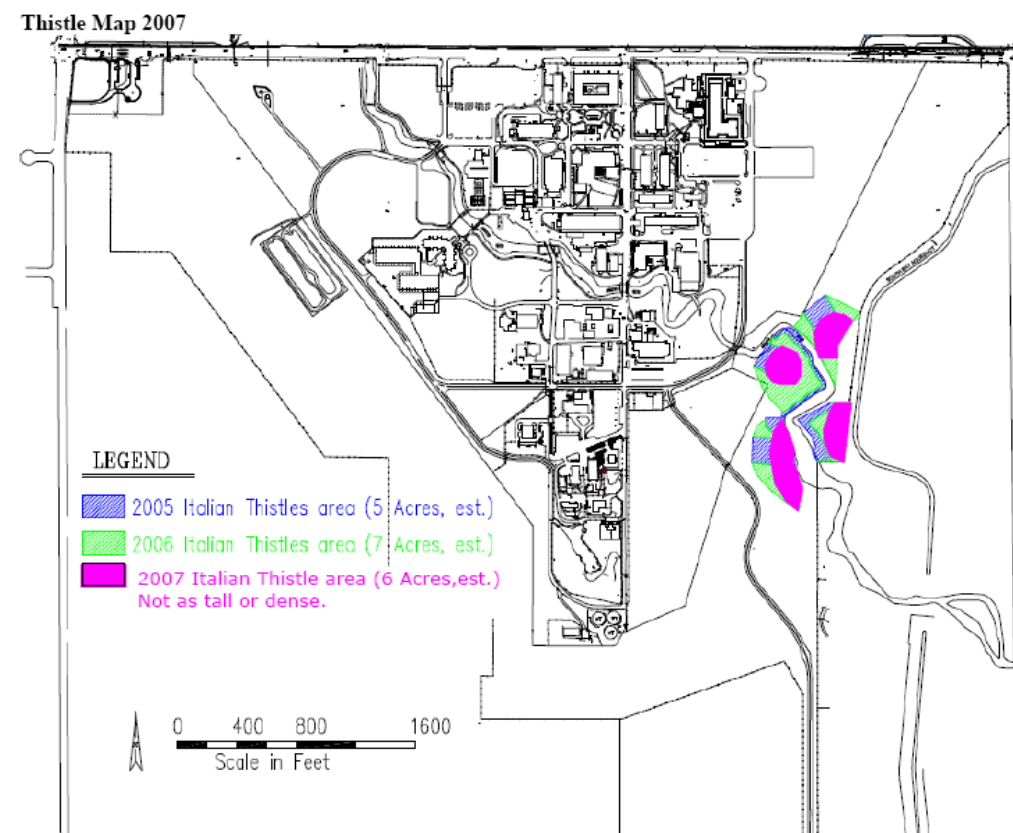 Thistle Map 2007
LEGEND
2005 Italian Thistles area (5 Acres, est.)
2006 Italian Thistles area (7 Acres, est.)
2007 Italian Thistle area (6 Acres,est.)
Not as tall or dense.
0 400 800 1600
Scale in Feet